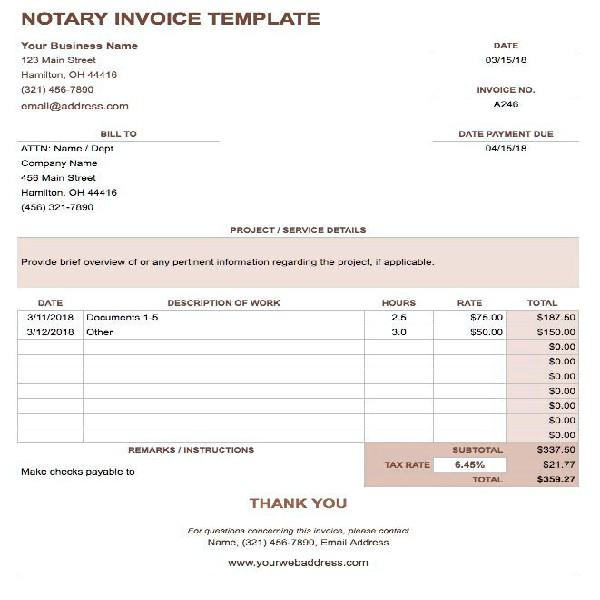 NOTARY INVOICE TEMPLATE
Your Business Name
DATE
123 Main Street
03/15/18
Hamilton, OH 44416
(321) 456-7890
INVOICE NO.
email@address.com
A246
BILL TO
DATE PAYMENT DUE
ATTN: Name / Dept
04/15/18
Company Name
456 Main Street
Hamilton, OH 44416
(456) 321-7890
PROJECT / SERVICE DETAILS
Provide brief overview of or any pertinent information regarding the project, if applicable.
DATE DESCRIPTION OF WORK HOURS RATE TOTAL
3/11/2018 Documents 1-5 2.5 $75.00 $187.50
3/12/2018 Other 3.0 $50.00 $150.00
$0.00
$0.00
$0.00
$0.00
$0.00
$0.00
$0.00
REMARKS / INSTRUCTIONS SUBTOTAL $337.50
Make checks payable to TAX RATE 6.45% $21.77
TOTAL $359.27
THANK YOU
For questions concerning this invoice, please contact
Name, (321) 456-7890, Email Address
www.yourwebaddress.com